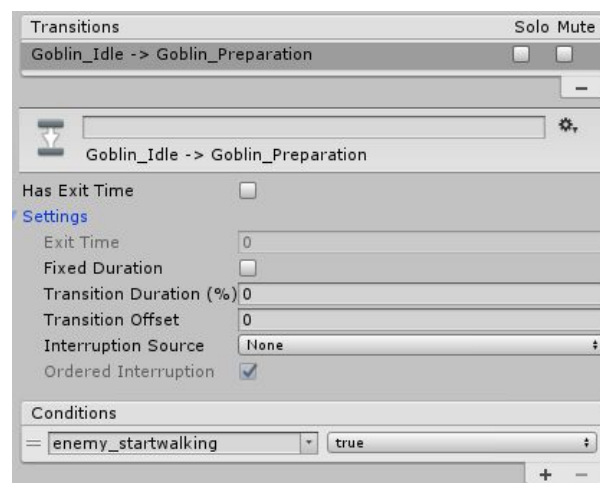 Transitions Solo Mute
Goblin_Idle -> Goblin_Preparation
Goblin_Idle -> Goblin_Preparation
Has Exit Time
Settings
Exit Time 0
Fixed Duration
Transition Duration (%) 0
Transition Offset 0
Interruption Source None
Ordered Interruption
Conditions
= enemy_startwalking true
+ −